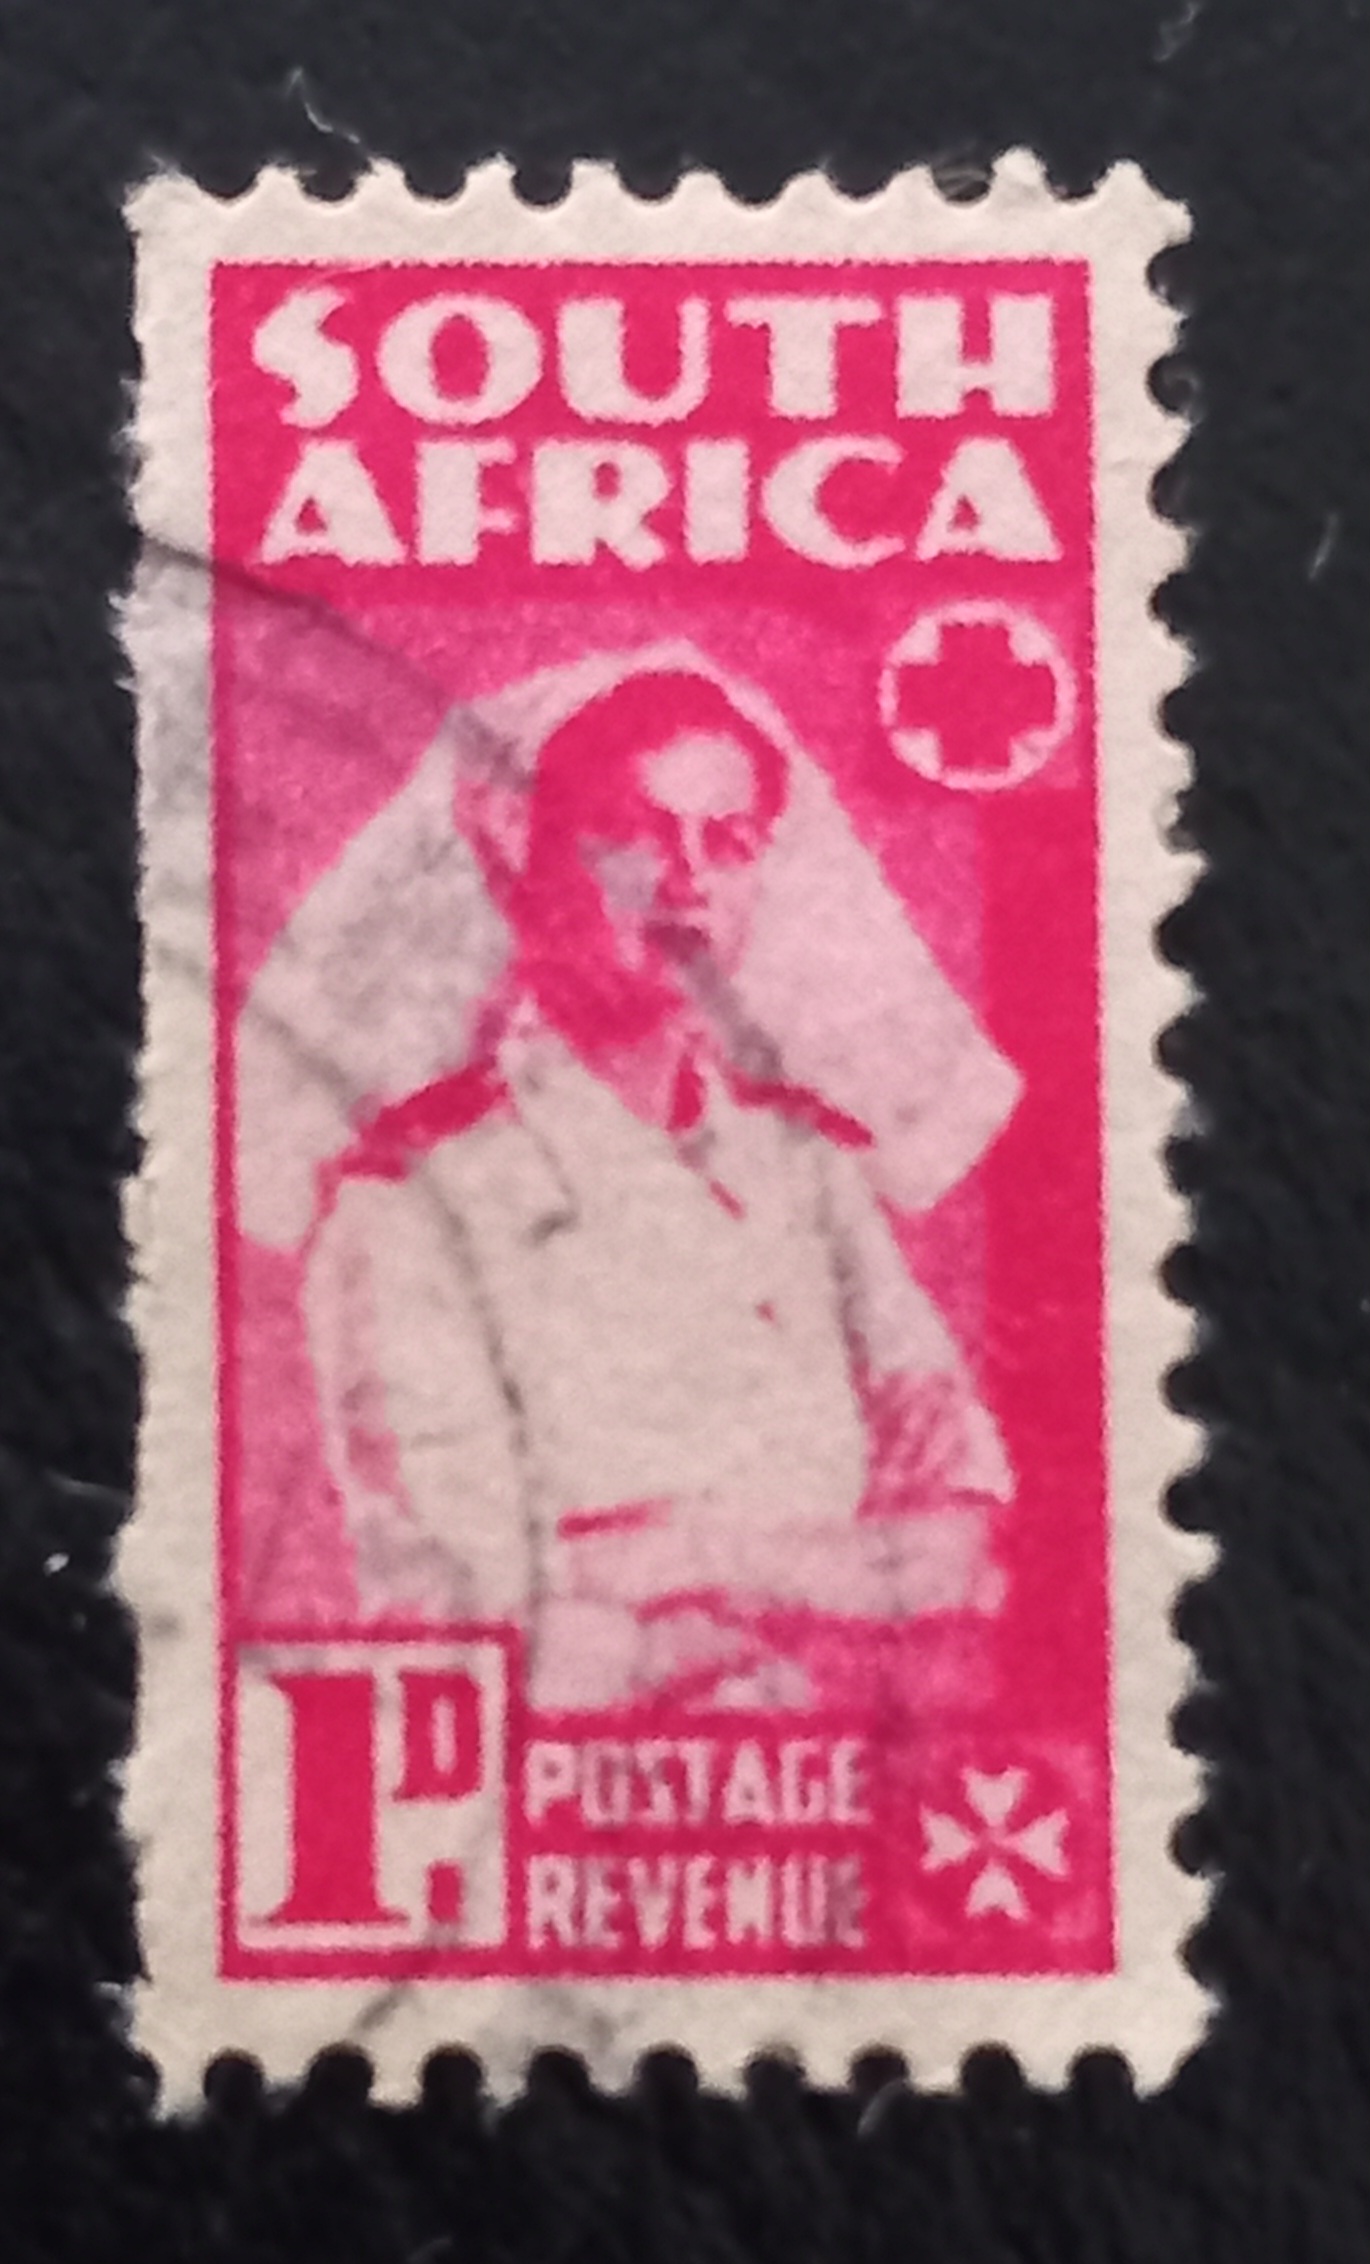 SOUTH
AFRICA
1D
POSTAGE
REVENUE